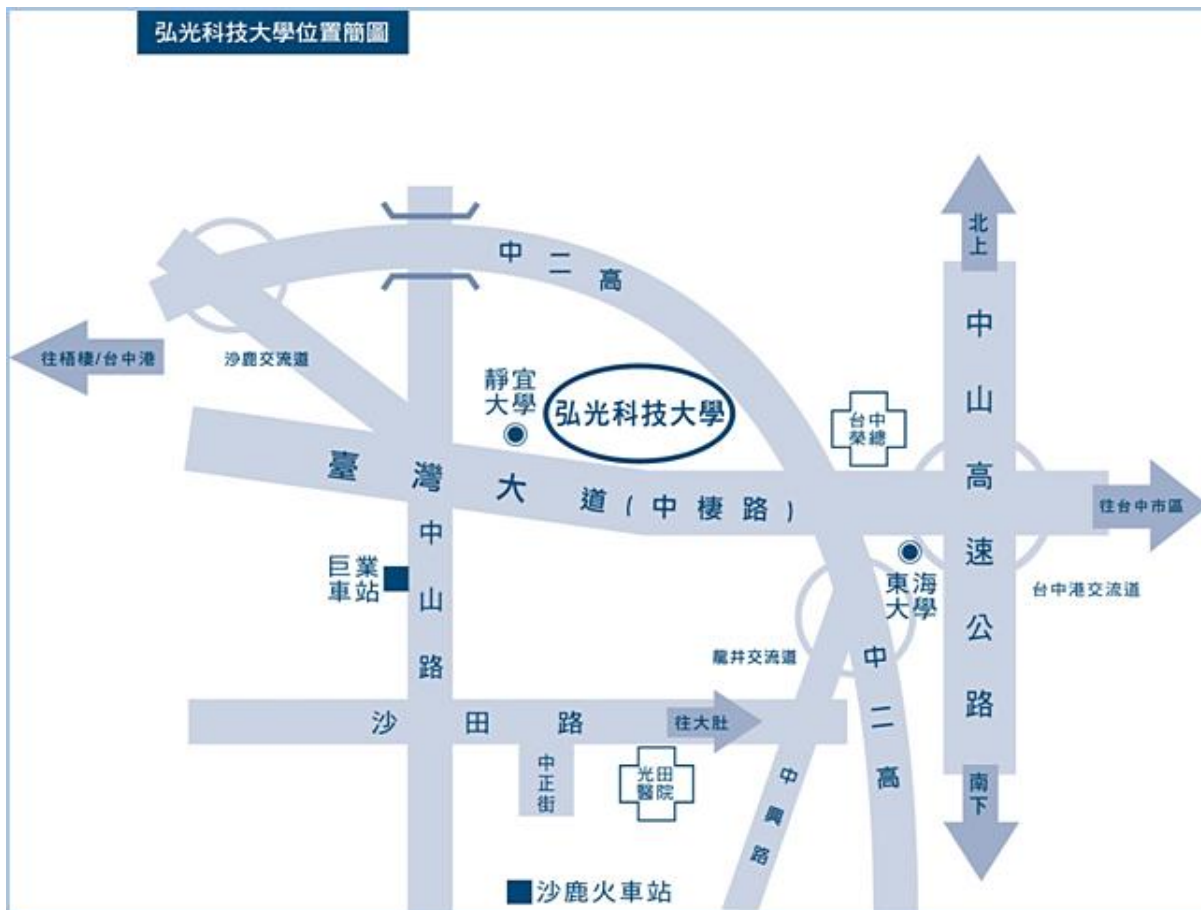 弘光科技大學位置簡圖
北上
中二高
中山高速公路
往梧棲/台中港
沙鹿交流道
靜宜
大學
弘光科技大學
台中
榮總
臺灣大道(中棲路)
往台中市區
中山路
巨業
車站
東海
大學
台中港交流道
龍井交流道
中二高
沙田路
往大肚
中正街
光田
醫院
中興路
南下
沙鹿火車站